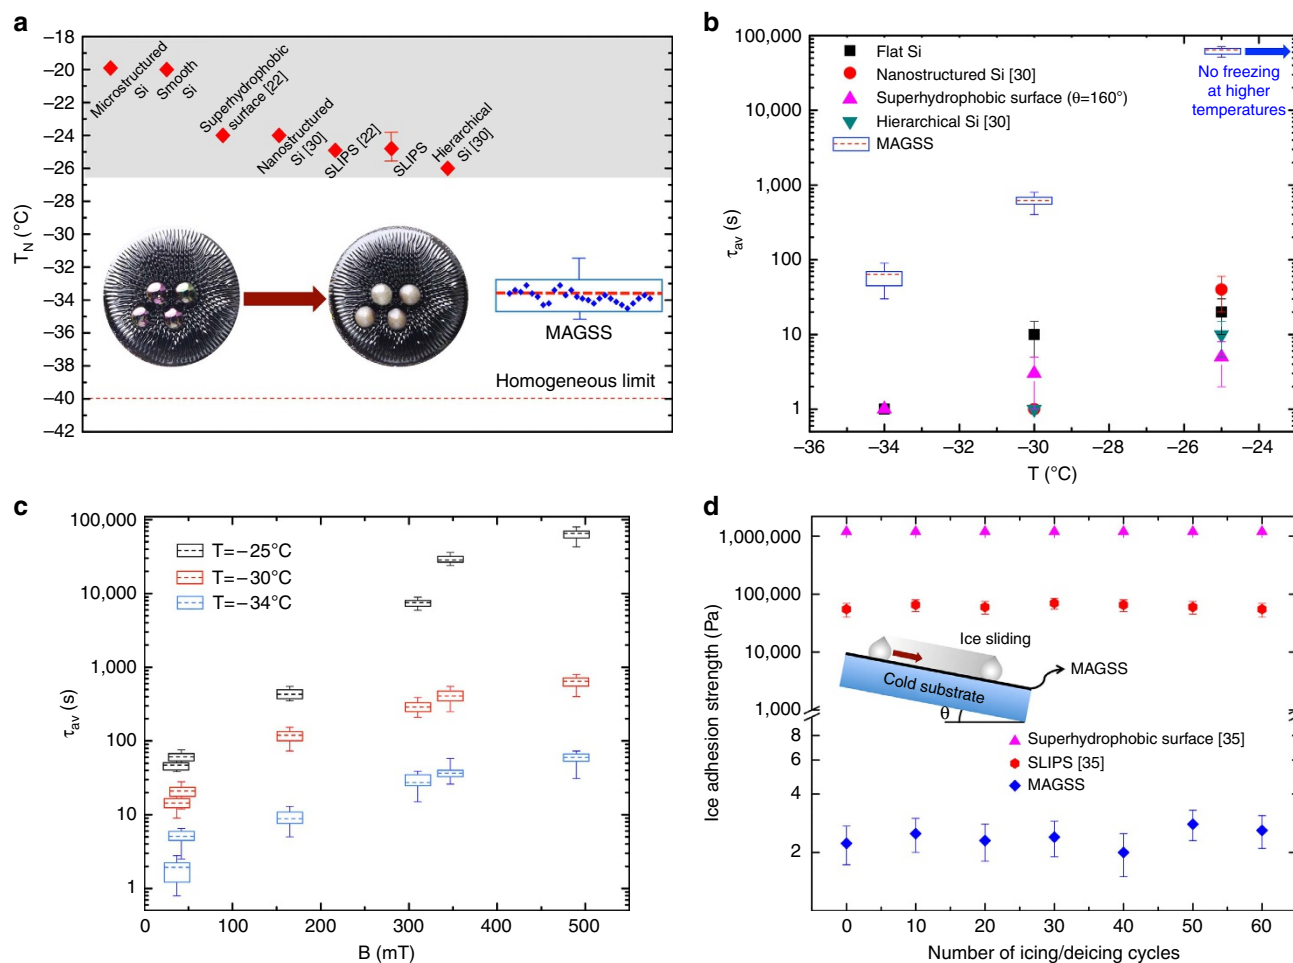 a
−18
−20
−22
−24
−26
−28
−30
−32
−34
−36
−38
−40
−42
T_N (°C)
Microstructured
Si
Smooth
Si
Superhydrophobic
surface [22]
Nanostructured
Si [30]
SLIPS [22]
SLIPS
Hierarchical
Si [30]
MAGSS
Homogeneous limit
b
100,000
10,000
1,000
100
10
1
τ_av (s)
Flat Si
Nanostructured Si [30]
Superhydrophobic surface (θ=160°)
Hierarchical Si [30]
MAGSS
No freezing
at higher
temperatures
−36
−34
−32
−30
−28
−26
−24
T (°C)
c
100,000
10,000
1,000
100
10
1
τ_av (s)
T=−25°C
T=−30°C
T=−34°C
0
100
200
300
400
500
B (mT)
d
1,000,000
100,000
10,000
1,000
8
6
4
2
Ice adhesion strength (Pa)
Ice sliding
MAGSS
Cold substrate
θ
Superhydrophobic surface [35]
SLIPS [35]
MAGSS
0
10
20
30
40
50
60
Number of icing/deicing cycles